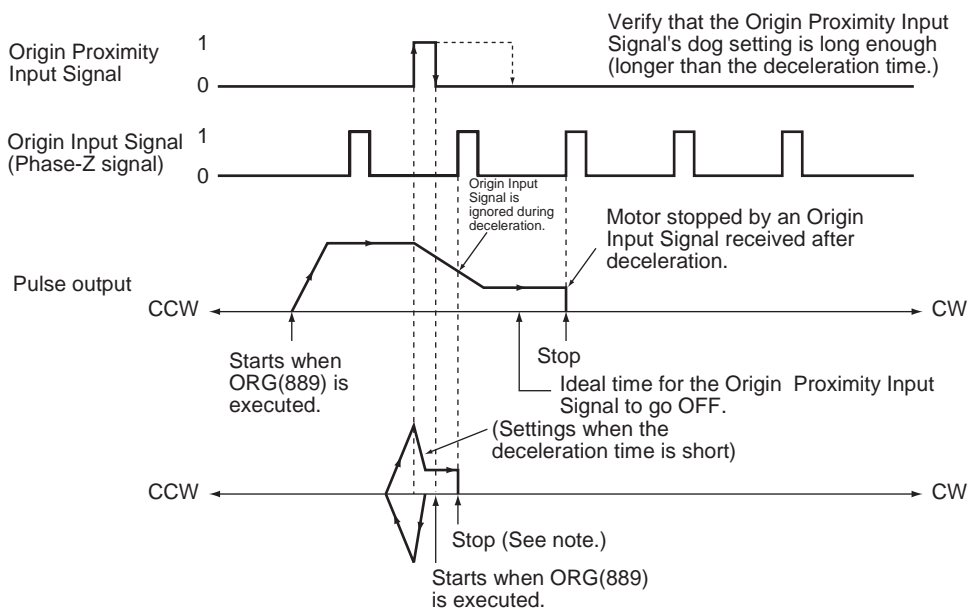 Verify that the Origin Proximity Input
Signal's dog setting is long enough
(longer than the deceleration time.)
Origin Proximity
Input Signal
1
0
Origin Input Signal
(Phase-Z signal)
1
0
Origin Input
Signal is
ignored during
deceleration.
Motor stopped by an Origin
Input Signal received after
deceleration.
Pulse output
CCW
CW
Starts when
ORG(889) is
executed.
Stop
Ideal time for the Origin Proximity Input
Signal to go OFF.
(Settings when the
deceleration time is short)
CCW
CW
Stop (See note.)
Starts when ORG(889)
is executed.